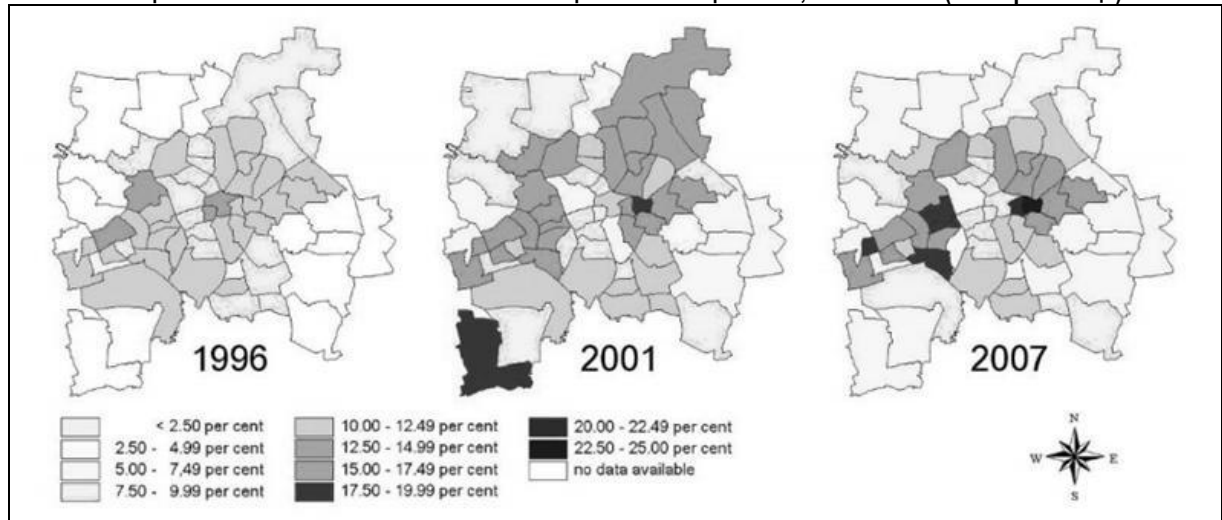 1996
2001
2007
< 2.50 per cent
2.50 - 4.99 per cent
5.00 - 7,49 per cent
7.50 - 9.99 per cent
10.00 - 12.49 per cent
12.50 - 14.99 per cent
15.00 - 17.49 per cent
17.50 - 19.99 per cent
20.00 - 22.49 per cent
22.50 - 25.00 per cent
no data available
N
W E
S